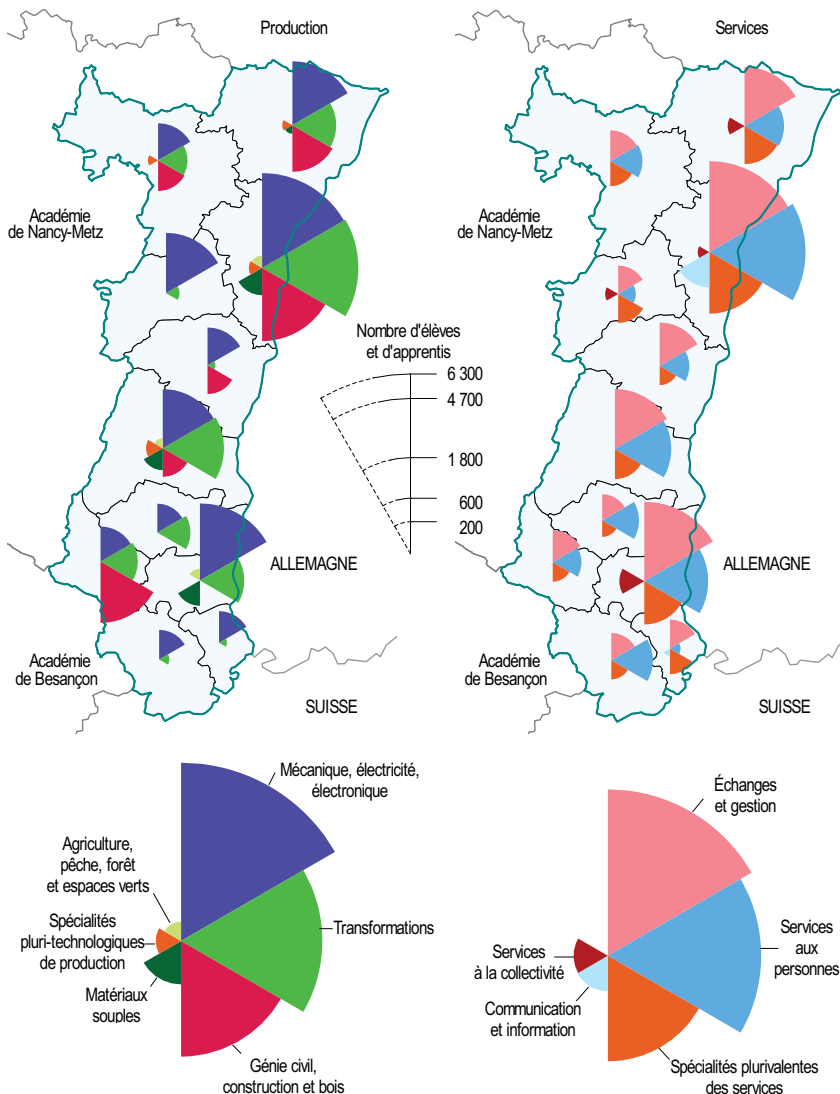 Production
Services
Académie
de Nancy-Metz
Académie
de Nancy-Metz
Nombre d'élèves
et d'apprentis
6 300
4 700
1 800
600
200
ALLEMAGNE
ALLEMAGNE
Académie
de Besançon
Académie
de Besançon
SUISSE
SUISSE
Mécanique, électricité,
électronique
Agriculture,
pêche, forêt
et espaces verts
Spécialités
pluri-technologiques
de production
Transformations
Matériaux
souples
Génie civil,
construction et bois
Échanges
et gestion
Services
aux
personnes
Services
à la collectivité
Communication
et information
Spécialités plurivalentes
des services